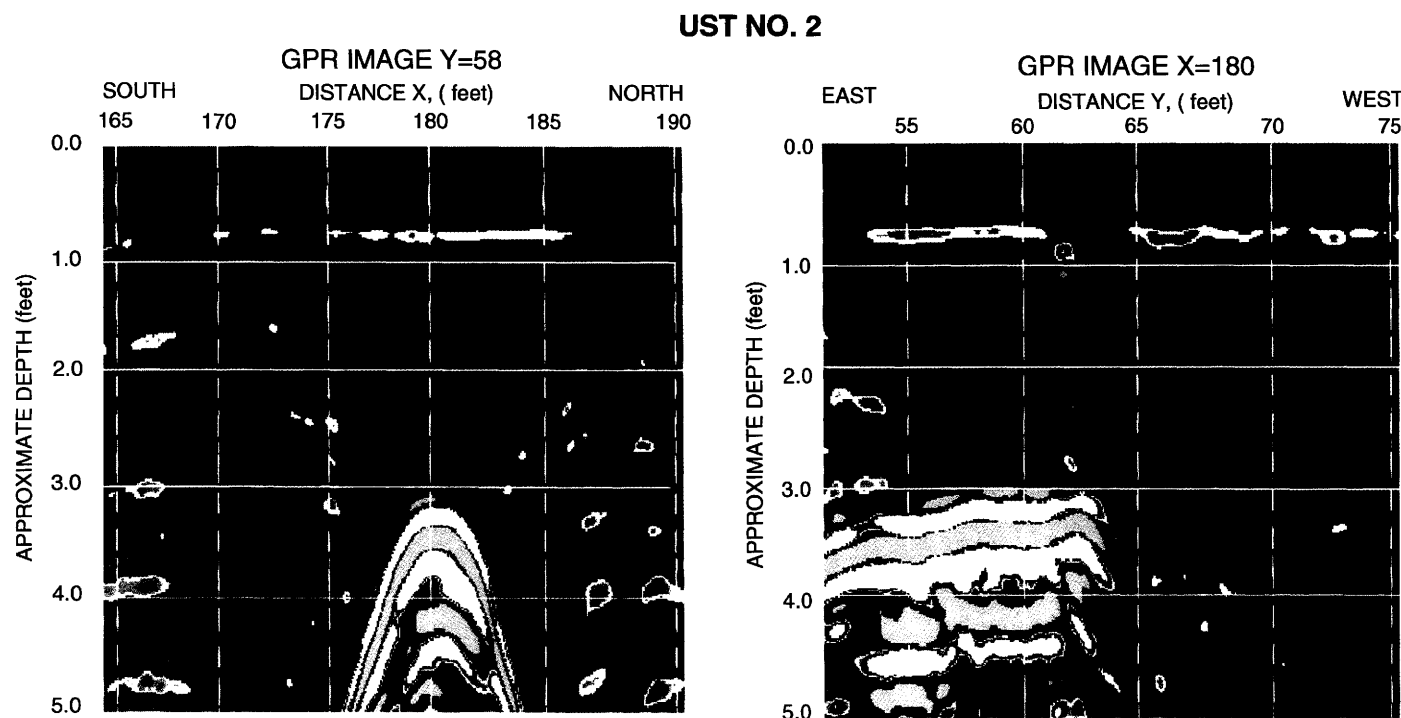 UST NO. 2
GPR IMAGE Y=58
SOUTH DISTANCE X, ( feet) NORTH
165 170 175 180 185 190
APPROXIMATE DEPTH (feet)
0.0
1.0
2.0
3.0
4.0
5.0
GPR IMAGE X=180
EAST DISTANCE Y, ( feet) WEST
55 60 65 70 75
APPROXIMATE DEPTH (feet)
0.0
1.0
2.0
3.0
4.0
5.0